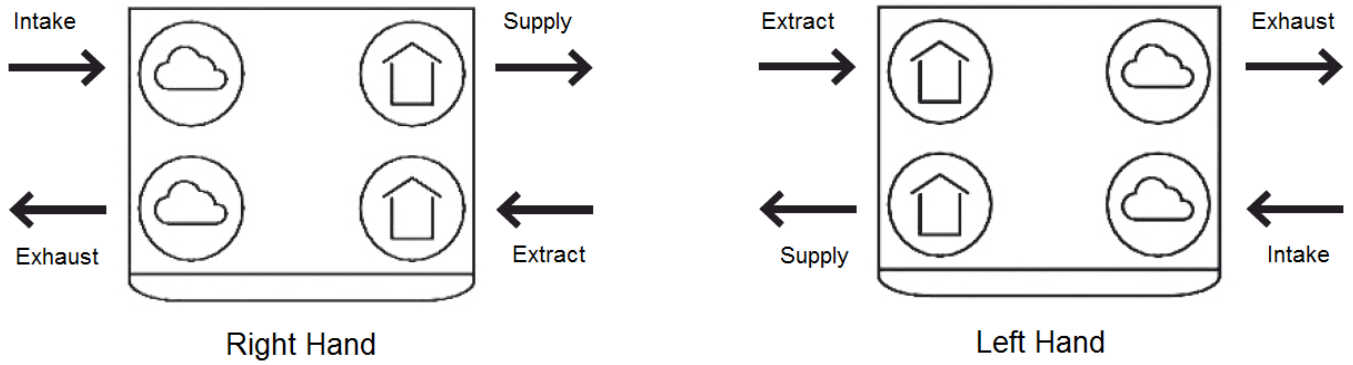 Intake
Supply
Exhaust
Extract
Right Hand
Extract
Exhaust
Supply
Intake
Left Hand